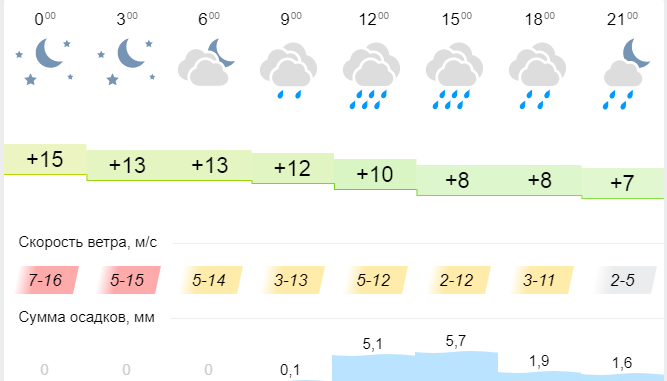 0⁰⁰ 3⁰⁰ 6⁰⁰ 9⁰⁰ 12⁰⁰ 15⁰⁰ 18⁰⁰ 21⁰⁰
+15 +13 +13 +12 +10 +8 +8 +7
Скорость ветра, м/с
7-16 5-15 5-14 3-13 5-12 2-12 3-11 2-5
Сумма осадков, мм
0 0 0 0,1 5,1 5,7 1,9 1,6